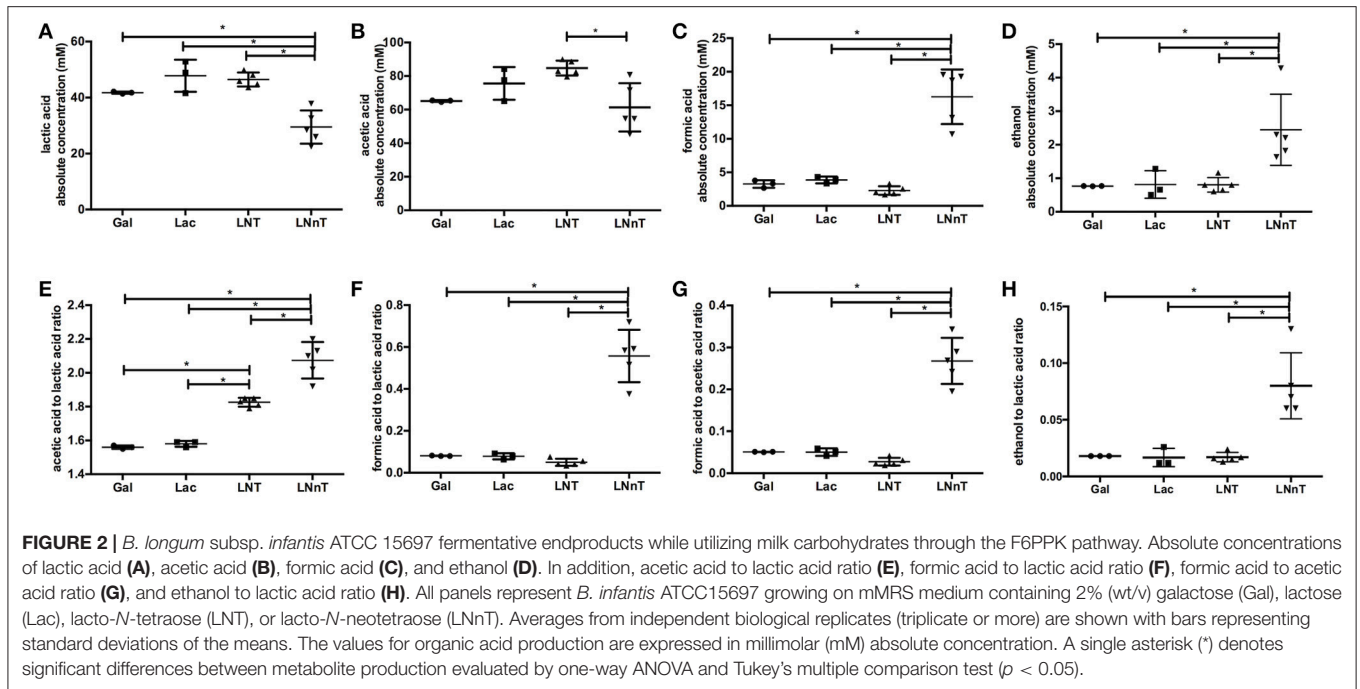 A
*
*
*
lactic acid
absolute concentration (mM)
60
40
20
0
Gal Lac LNT LNnT
B
*
acetic acid
absolute concentration (mM)
100
80
60
40
20
0
Gal Lac LNT LNnT
C
*
*
*
formic acid
absolute concentration (mM)
25
20
15
10
5
0
Gal Lac LNT LNnT
D
*
*
*
ethanol
absolute concentration (mM)
5
4
3
2
1
0
Gal Lac LNT LNnT
E
*
*
*
*
*
acetic acid to lactic acid ratio
2.4
2.2
2.0
1.8
1.6
1.4
Gal Lac LNT LNnT
F
*
*
*
formic acid to lactic acid ratio
0.8
0.6
0.4
0.2
0.0
Gal Lac LNT LNnT
G
*
*
*
formic acid to acetic acid ratio
0.4
0.3
0.2
0.1
0.0
Gal Lac LNT LNnT
H
*
*
*
ethanol to lactic acid ratio
0.15
0.10
0.05
0.00
Gal Lac LNT LNnT
FIGURE 2 | B. longum subsp. infantis ATCC 15697 fermentative endproducts while utilizing milk carbohydrates through the F6PPK pathway. Absolute concentrations
of lactic acid (A), acetic acid (B), formic acid (C), and ethanol (D). In addition, acetic acid to lactic acid ratio (E), formic acid to lactic acid ratio (F), formic acid to acetic
acid ratio (G), and ethanol to lactic acid ratio (H). All panels represent B. infantis ATCC15697 growing on mMRS medium containing 2% (wt/v) galactose (Gal), lactose
(Lac), lacto-N-tetraose (LNT), or lacto-N-neotetraose (LNnT). Averages from independent biological replicates (triplicate or more) are shown with bars representing
standard deviations of the means. The values for organic acid production are expressed in millimolar (mM) absolute concentration. A single asterisk (*) denotes
significant differences between metabolite production evaluated by one-way ANOVA and Tukey’s multiple comparison test (p < 0.05).